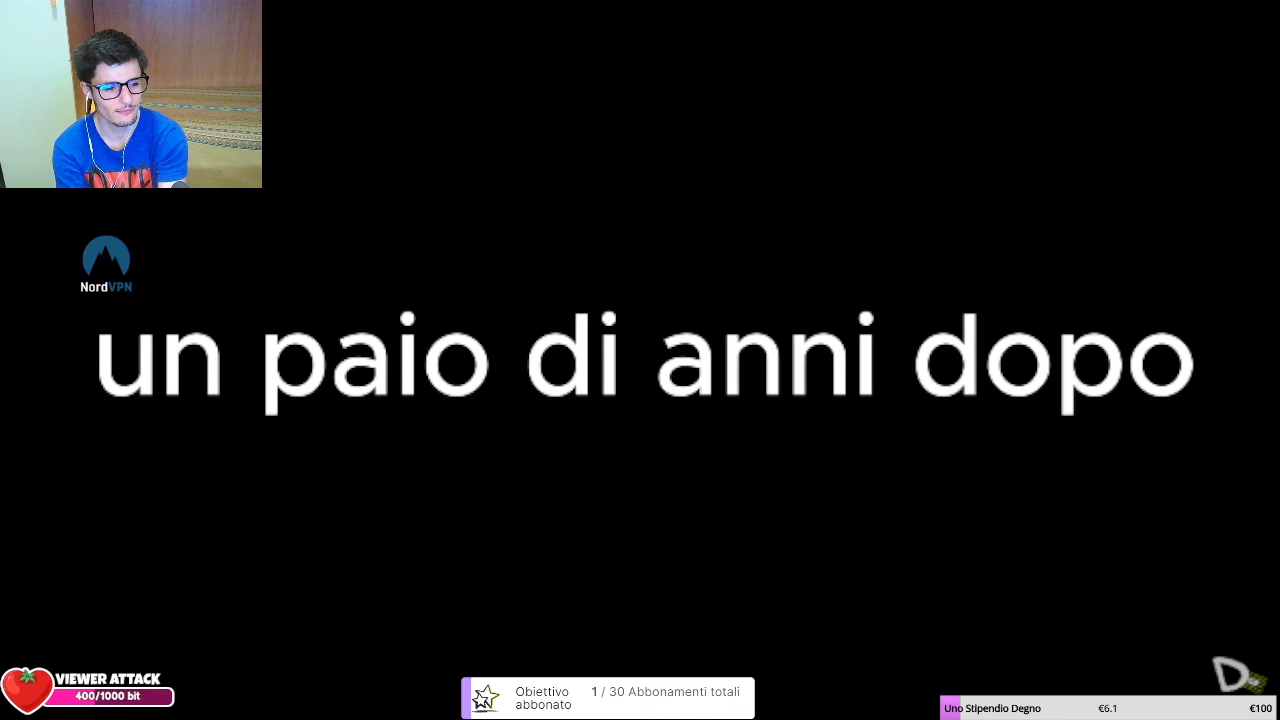 NordVPN
un paio di anni dopo
VIEWER ATTACK
400/1000 bit
Obiettivo abbonato
1 / 30 Abbonamenti totali
Uno Stipendio Degno €6.1 €100